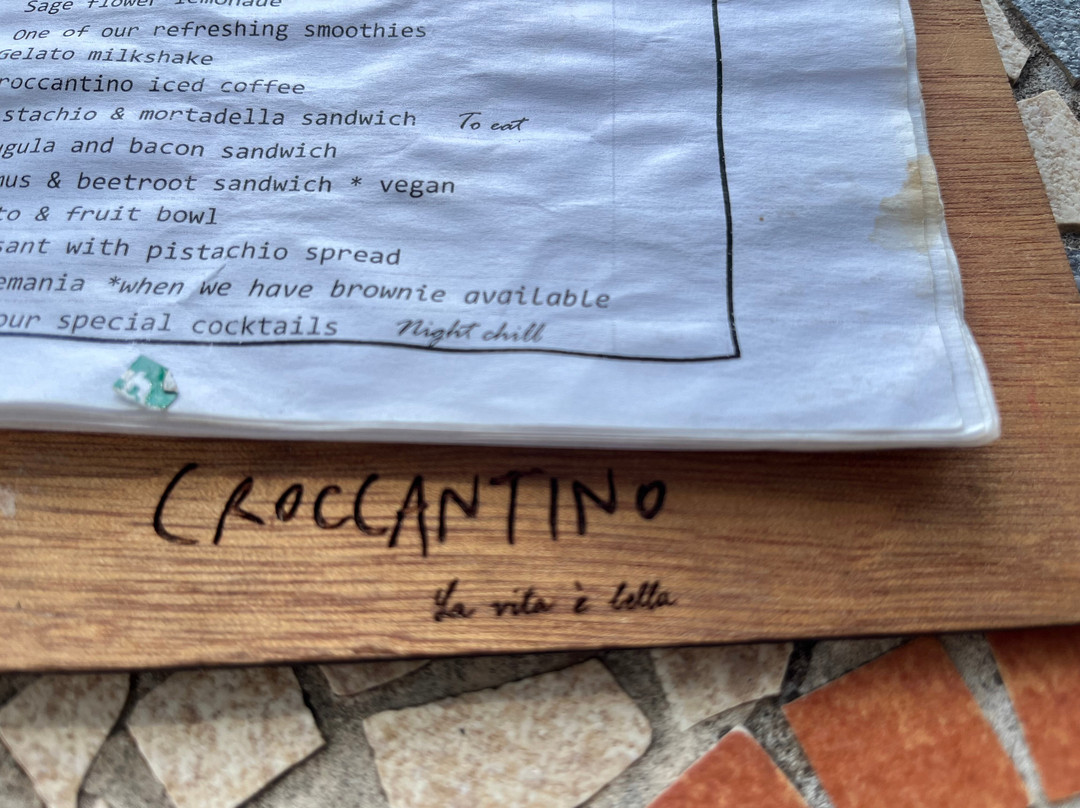 Sage flower lemonade
One of our refreshing smoothies
Gelato milkshake
roccantino iced coffee
stachio & mortadella sandwich To eat
gula and bacon sandwich
mus & beetroot sandwich * vegan
to & fruit bowl
sant with pistachio spread
emania *when we have brownie available
our special cocktails Night chill
CROCCANTINO
La vita è bella